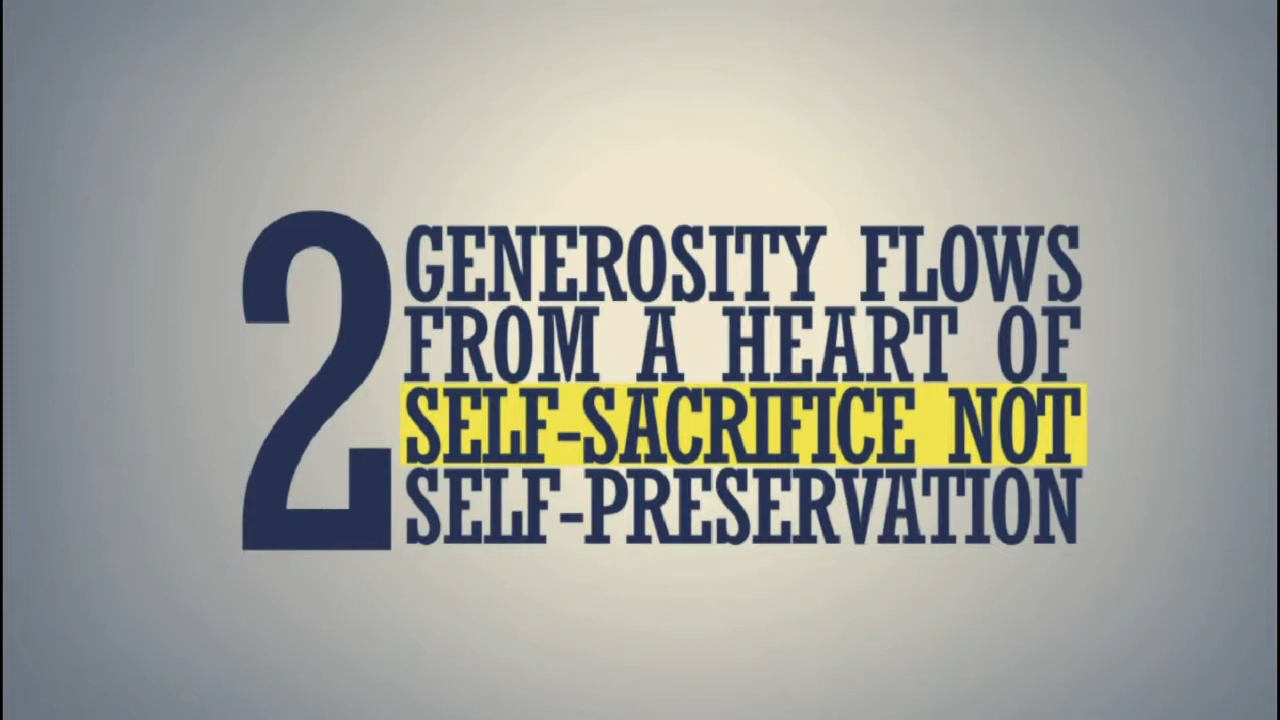 2
GENEROSITY FLOWS
FROM A HEART OF
SELF-SACRIFICE NOT
SELF-PRESERVATION